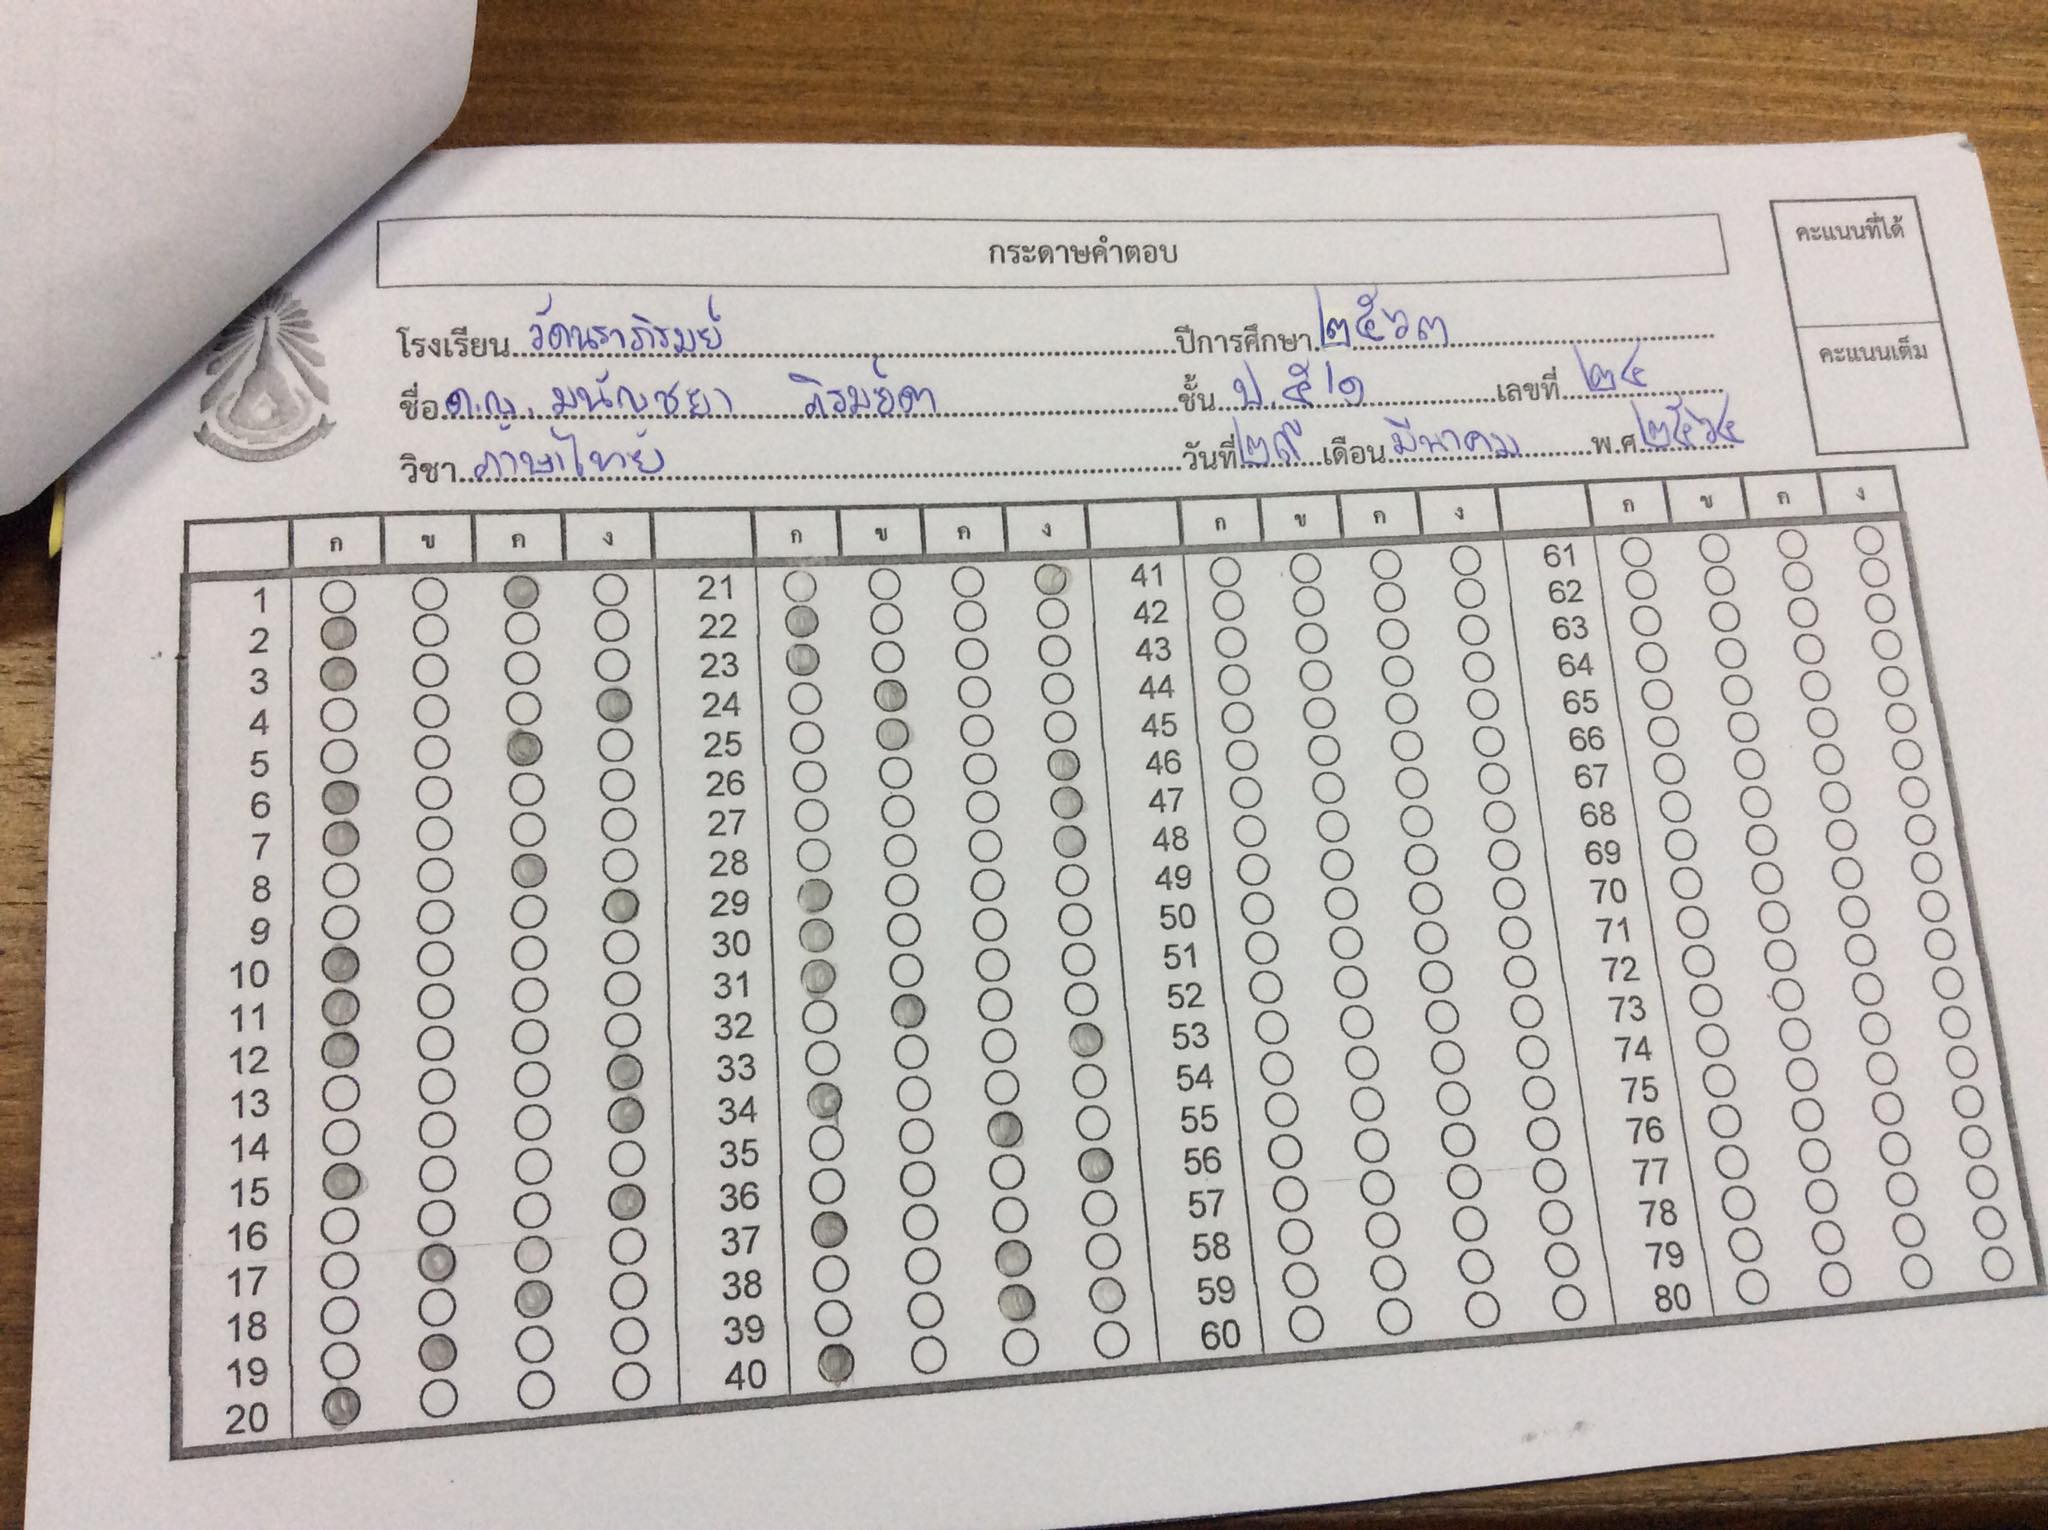 กระดาษคำตอบ
คะแนนที่ได้
คะแนนเต็ม
โรงเรียน วัดนราภิรมย์ ปีการศึกษา ๒๕๖๓
ชื่อ ด.ญ. มนัญชยา ภิรมย์ดา ชั้น ป.๕/๑ เลขที่ ๒๔
วิชา ภาษาไทย วันที่ ๒๙ เดือน มีนาคม พ.ศ ๒๕๖๔
ก ข ค ง ก ข ค ง ก ข ค ง ก ข ค ง
1 21 41 61
2 22 42 62
3 23 43 63
4 24 44 64
5 25 45 65
6 26 46 66
7 27 47 67
8 28 48 68
9 29 49 69
10 30 50 70
11 31 51 71
12 32 52 72
13 33 53 73
14 34 54 74
15 35 55 75
16 36 56 76
17 37 57 77
18 38 58 78
19 39 59 79
20 40 60 80